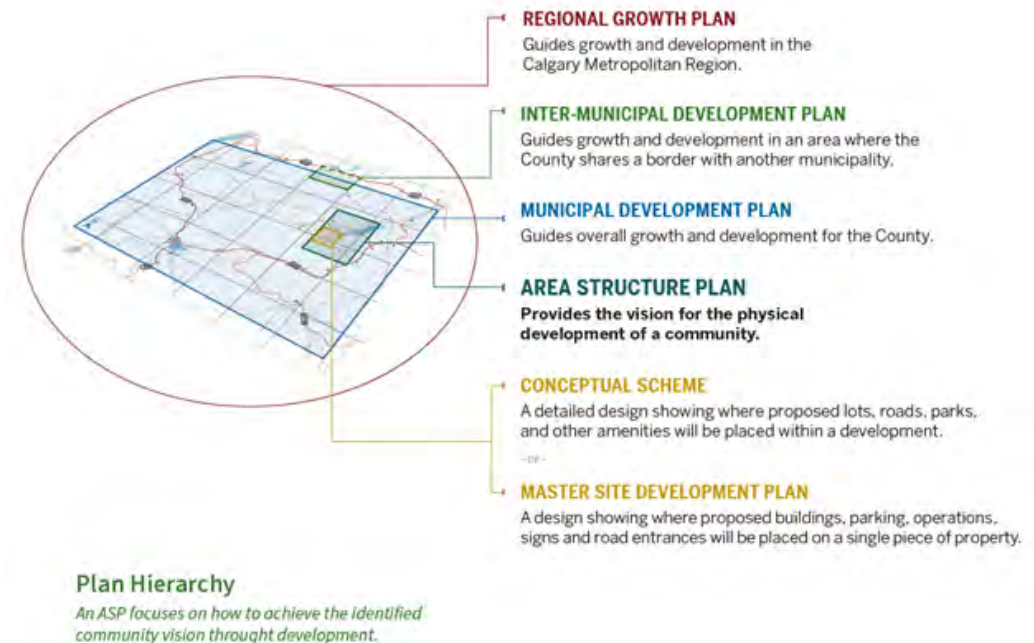 REGIONAL GROWTH PLAN
Guides growth and development in the
Calgary Metropolitan Region.
INTER-MUNICIPAL DEVELOPMENT PLAN
Guides growth and development in an area where the
County shares a border with another municipality.
MUNICIPAL DEVELOPMENT PLAN
Guides overall growth and development for the County.
AREA STRUCTURE PLAN
Provides the vision for the physical
development of a community.
CONCEPTUAL SCHEME
A detailed design showing where proposed lots, roads, parks,
and other amenities will be placed within a development.
- or -
MASTER SITE DEVELOPMENT PLAN
A design showing where proposed buildings, parking, operations,
signs and road entrances will be placed on a single piece of property.
Plan Hierarchy
An ASP focuses on how to achieve the identified
community vision throught development.